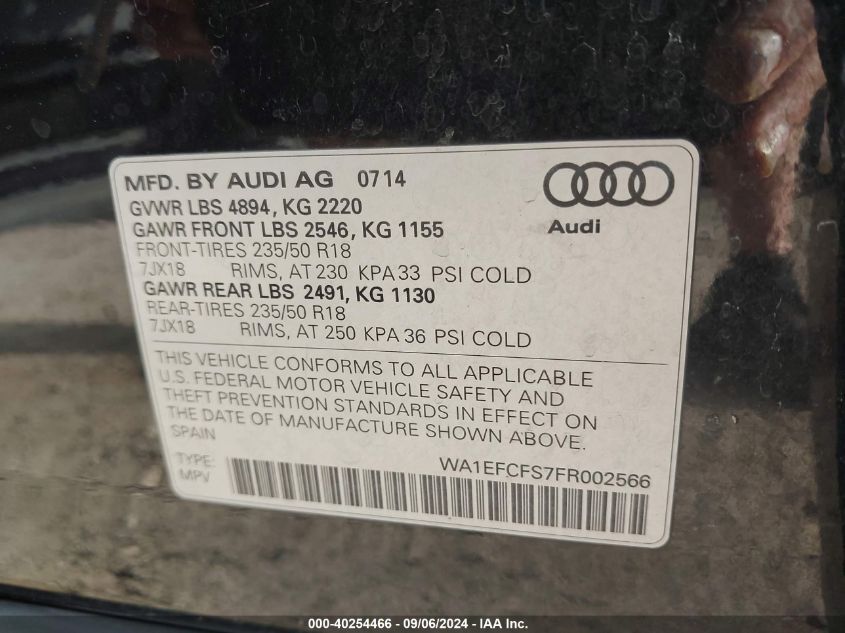 MFD. BY AUDI AG 0714
GVWR LBS 4894, KG 2220
GAWR FRONT LBS 2546, KG 1155
FRONT-TIRES 235/50 R18
7JX18 RIMS, AT 230 KPA 33 PSI COLD
GAWR REAR LBS 2491, KG 1130
REAR-TIRES 235/50 R18
7JX18 RIMS, AT 250 KPA 36 PSI COLD
Audi
THIS VEHICLE CONFORMS TO ALL APPLICABLE
U.S. FEDERAL MOTOR VEHICLE SAFETY AND
THEFT PREVENTION STANDARDS IN EFFECT ON
THE DATE OF MANUFACTURE SHOWN ABOVE.
SPAIN
TYPE:
MPV
WA1EFCFS7FR002566
000-40254466 - 09/06/2024 - IAA Inc.